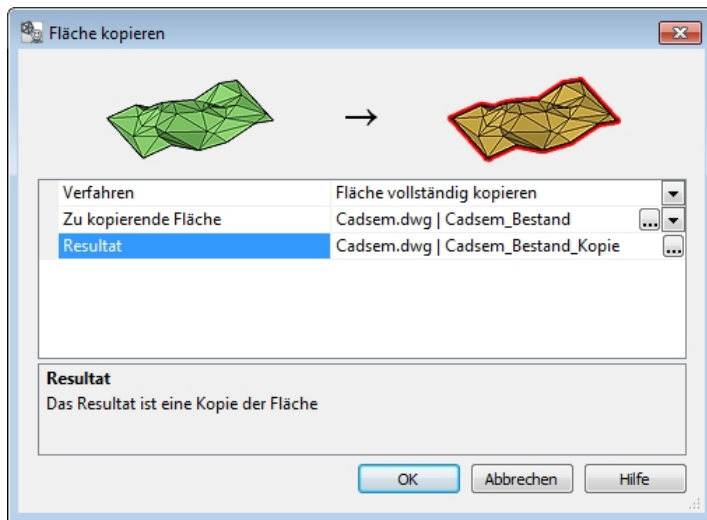 Fläche kopieren
Verfahren Fläche vollständig kopieren
Zu kopierende Fläche Cadsem.dwg | Cadsem_Bestand ...
Resultat Cadsem.dwg | Cadsem_Bestand_Kopie ...
Resultat
Das Resultat ist eine Kopie der Fläche
OK Abbrechen Hilfe